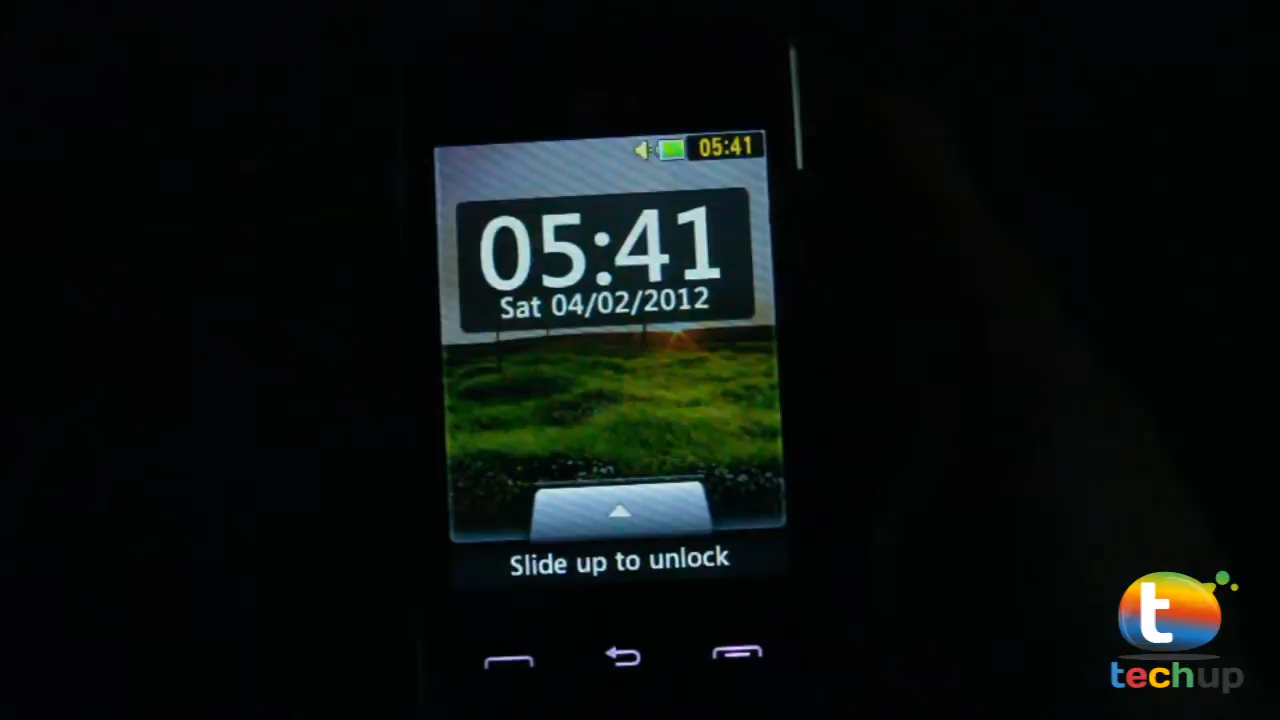 05:41
05:41
Sat 04/02/2012
Slide up to unlock
t
techup